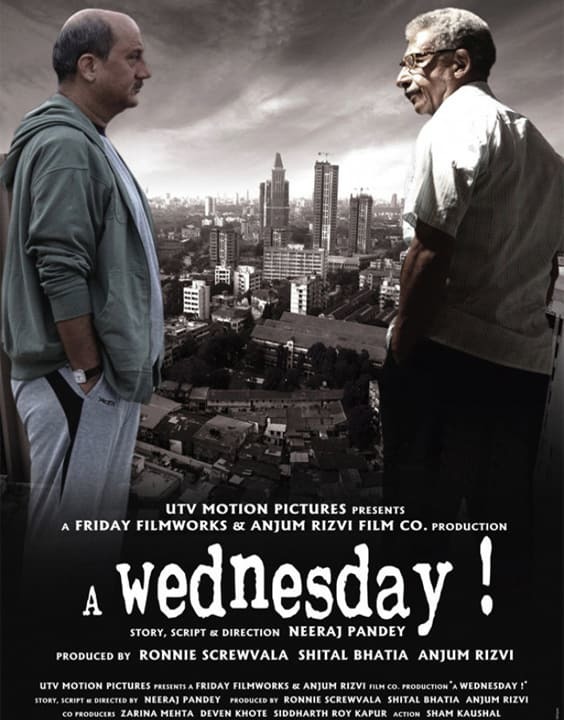 UTV MOTION PICTURES PRESENTS
A FRIDAY FILMWORKS & ANJUM RIZVI FILM CO. PRODUCTION
A wednesday !
STORY, SCRIPT & DIRECTION NEERAJ PANDEY
PRODUCED BY RONNIE SCREWVALA SHITAL BHATIA ANJUM RIZVI
UTV MOTION PICTURES PRESENTS A FRIDAY FILMWORKS & ANJUM RIZVI FILM CO. PRODUCTION "A WEDNESDAY !"
STORY, SCRIPT & DIRECTED BY NEERAJ PANDEY PRODUCED BY RONNIE SCREWVALA SHITAL BHATIA ANJUM RIZVI
CO PRODUCERS ZARINA MEHTA DEVEN KHOTE SIDDHARTH ROY KAPUR ACTION SHAM KAUSHAL